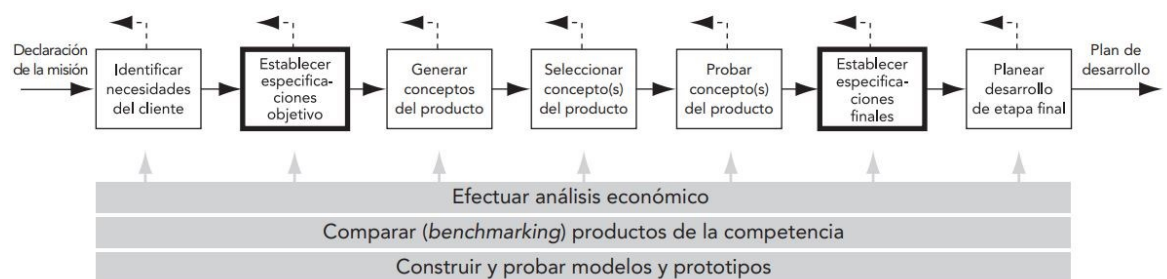 Declaración
de la misión
Identificar
necesidades
del cliente
Establecer
especifica-
ciones
objetivo
Generar
conceptos
del producto
Seleccionar
concepto(s)
del producto
Probar
concepto(s)
del producto
Establecer
especifica-
ciones
finales
Planear
desarrollo
de etapa final
Plan de
desarrollo
Efectuar análisis económico
Comparar (benchmarking) productos de la competencia
Construir y probar modelos y prototipos